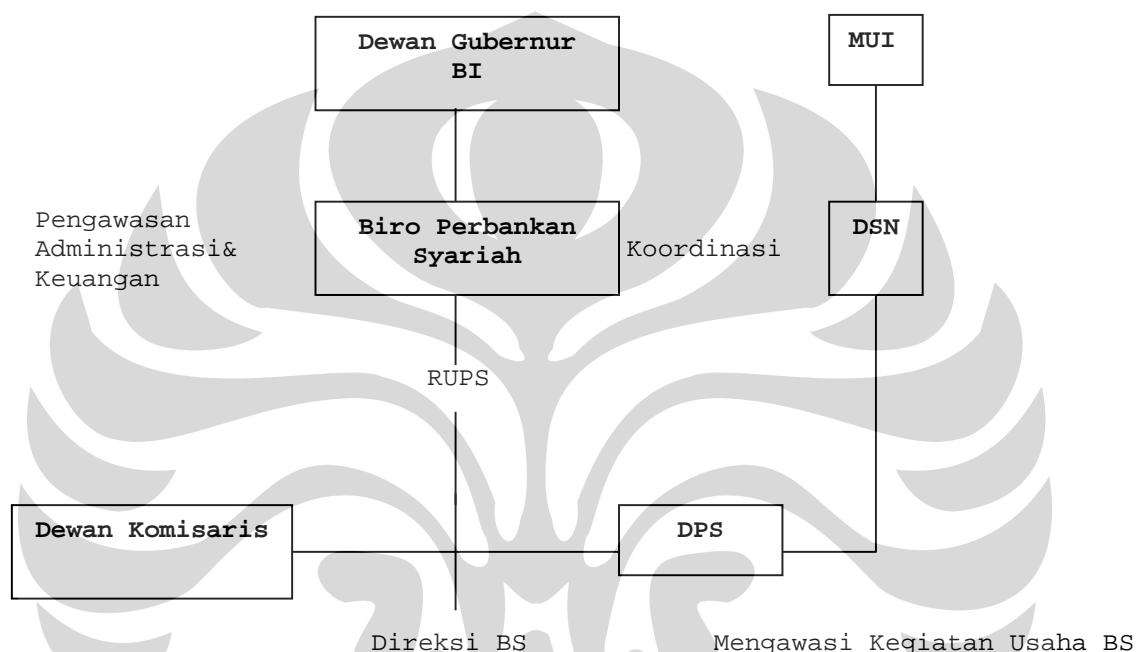 Dewan Gubernur
BI
MUI
Pengawasan
Administrasi&
Keuangan
Biro Perbankan
Syariah
Koordinasi
DSN
RUPS
Dewan Komisaris
DPS
Direksi BS
Mengawasi Kegiatan Usaha BS